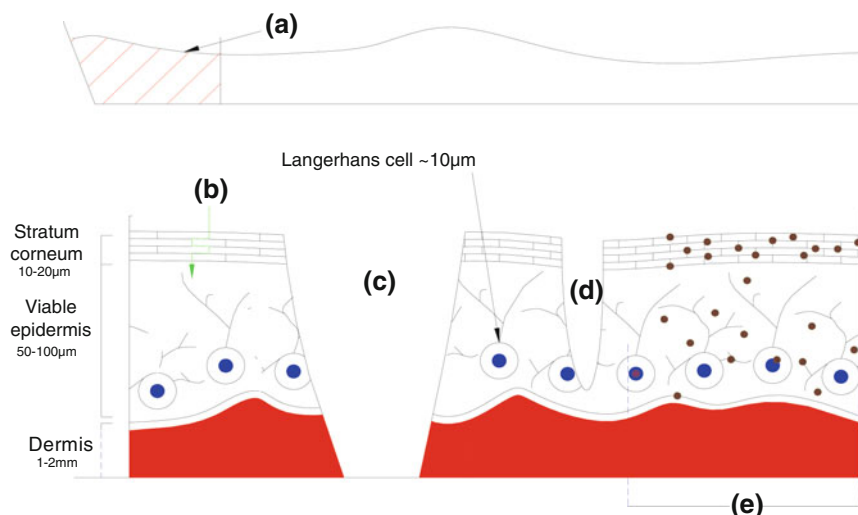 (a)
Langerhans cell ~10μm
(b)
Stratum
corneum
10-20μm
(c)
(d)
Viable
epidermis
50-100μm
Dermis
1-2mm
(e)